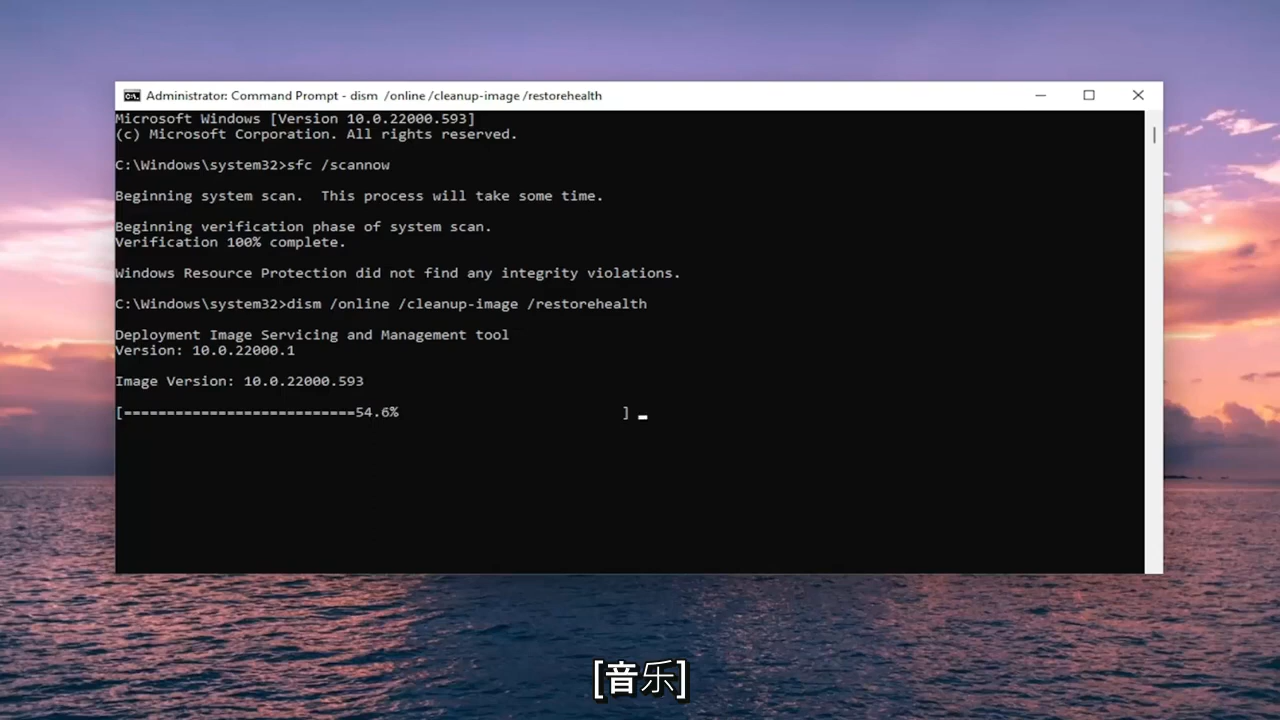 Administrator: Command Prompt - dism  /online /cleanup-image /restorehealth
Microsoft Windows [Version 10.0.22000.593]
(c) Microsoft Corporation. All rights reserved.
C:\Windows\system32>sfc /scannow
Beginning system scan.  This process will take some time.
Beginning verification phase of system scan.
Verification 100% complete.
Windows Resource Protection did not find any integrity violations.
C:\Windows\system32>dism /online /cleanup-image /restorehealth
Deployment Image Servicing and Management tool
Version: 10.0.22000.1
Image Version: 10.0.22000.593
[===========================54.6%                          ]
[音乐]